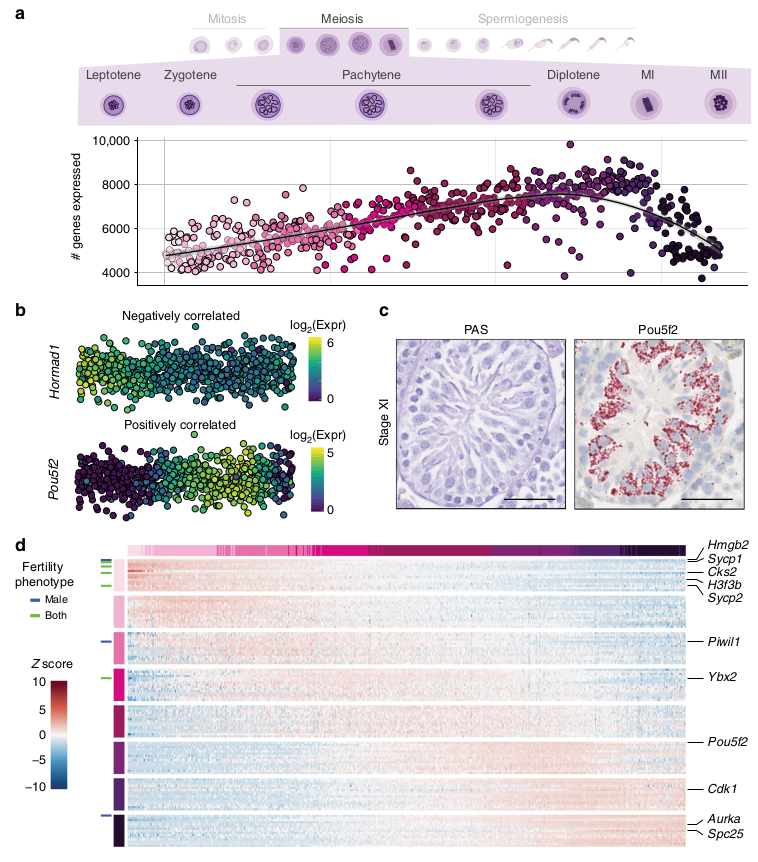 a
Mitosis Meiosis Spermiogenesis
Leptotene Zygotene Pachytene Diplotene MI MII
# genes expressed
10,000
8000
6000
4000
b
Negatively correlated
Hormad1
log2(Expr)
6
0
Positively correlated
Pou5f2
log2(Expr)
5
0
c
PAS Pou5f2
Stage XI
d
Fertility
phenotype
Male
Both
Z score
10
5
0
−5
−10
Hmgb2
Sycp1
Cks2
H3f3b
Sycp2
Piwil1
Ybx2
Pou5f2
Cdk1
Aurka
Spc25